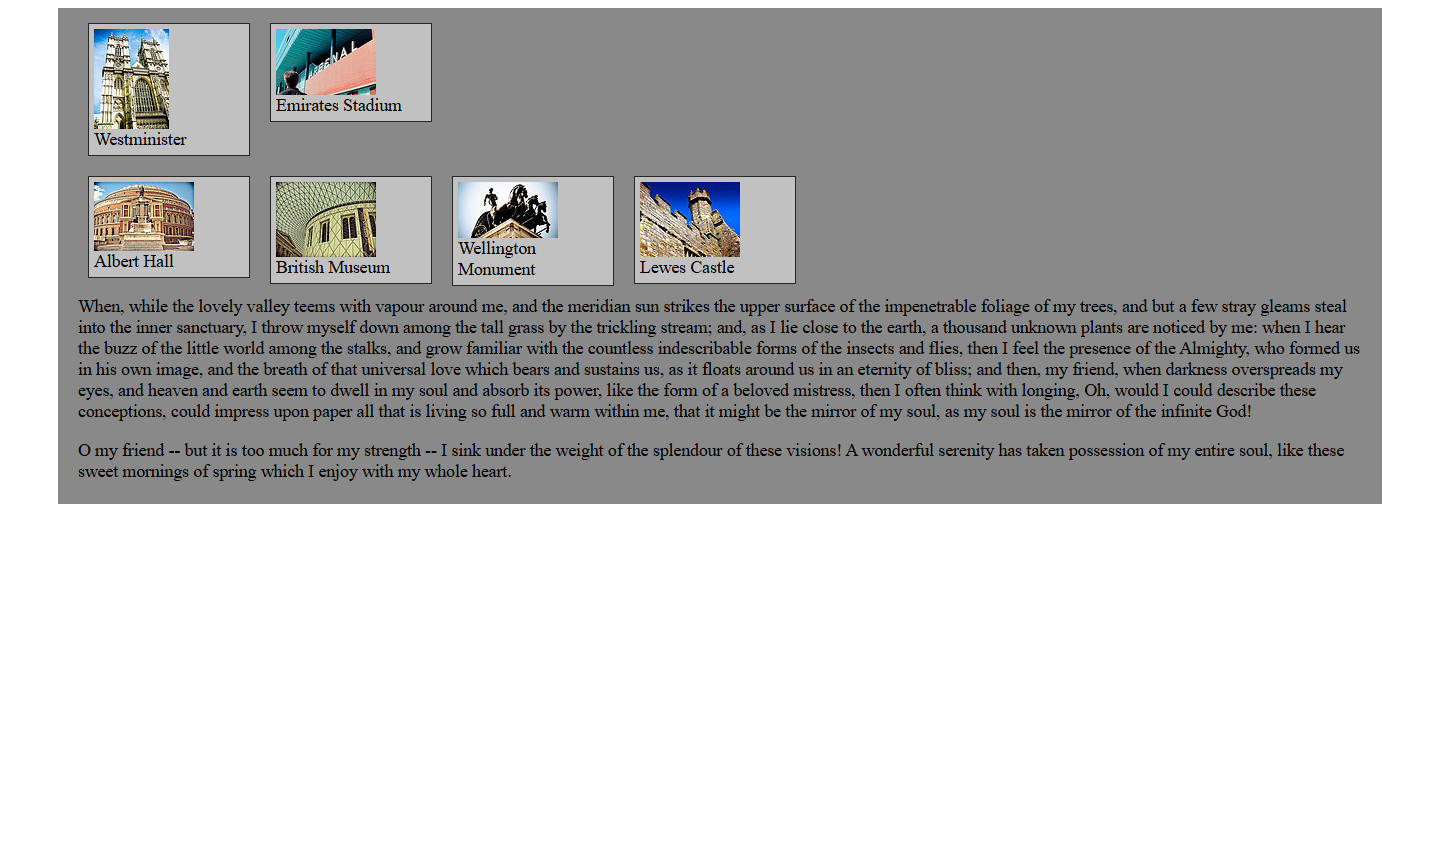 ARSENAL
Westminister
Emirates Stadium
Albert Hall
British Museum
Wellington
Monument
Lewes Castle
When, while the lovely valley teems with vapour around me, and the meridian sun strikes the upper surface of the impenetrable foliage of my trees, and but a few stray gleams steal
into the inner sanctuary, I throw myself down among the tall grass by the trickling stream; and, as I lie close to the earth, a thousand unknown plants are noticed by me: when I hear
the buzz of the little world among the stalks, and grow familiar with the countless indescribable forms of the insects and flies, then I feel the presence of the Almighty, who formed us
in his own image, and the breath of that universal love which bears and sustains us, as it floats around us in an eternity of bliss; and then, my friend, when darkness overspreads my
eyes, and heaven and earth seem to dwell in my soul and absorb its power, like the form of a beloved mistress, then I often think with longing, Oh, would I could describe these
conceptions, could impress upon paper all that is living so full and warm within me, that it might be the mirror of my soul, as my soul is the mirror of the infinite God!
O my friend -- but it is too much for my strength -- I sink under the weight of the splendour of these visions! A wonderful serenity has taken possession of my entire soul, like these
sweet mornings of spring which I enjoy with my whole heart.